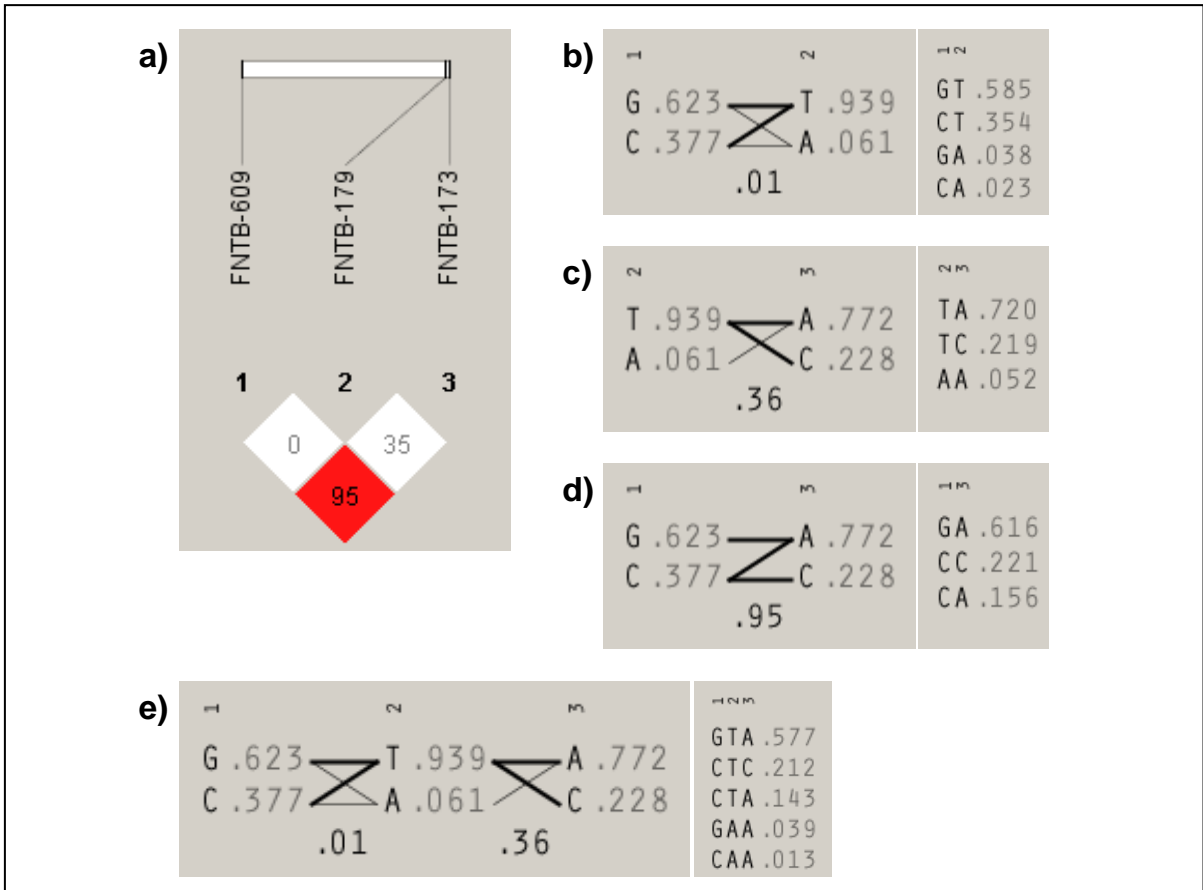 a)
FNTB-609
FNTB-179
FNTB-173
1 2 3
0 35
95
b)
1 2
G .623 T .939
C .377 A .061
.01
1 2
GT .585
CT .354
GA .038
CA .023
c)
2 3
T .939 A .772
A .061 C .228
.36
2 3
TA .720
TC .219
AA .052
d)
1 3
G .623 A .772
C .377 C .228
.95
1 3
GA .616
CC .221
CA .156
e)
1 2 3
G .623 T .939 A .772
C .377 A .061 C .228
.01 .36
1 2 3
GTA .577
CTC .212
CTA .143
GAA .039
CAA .013